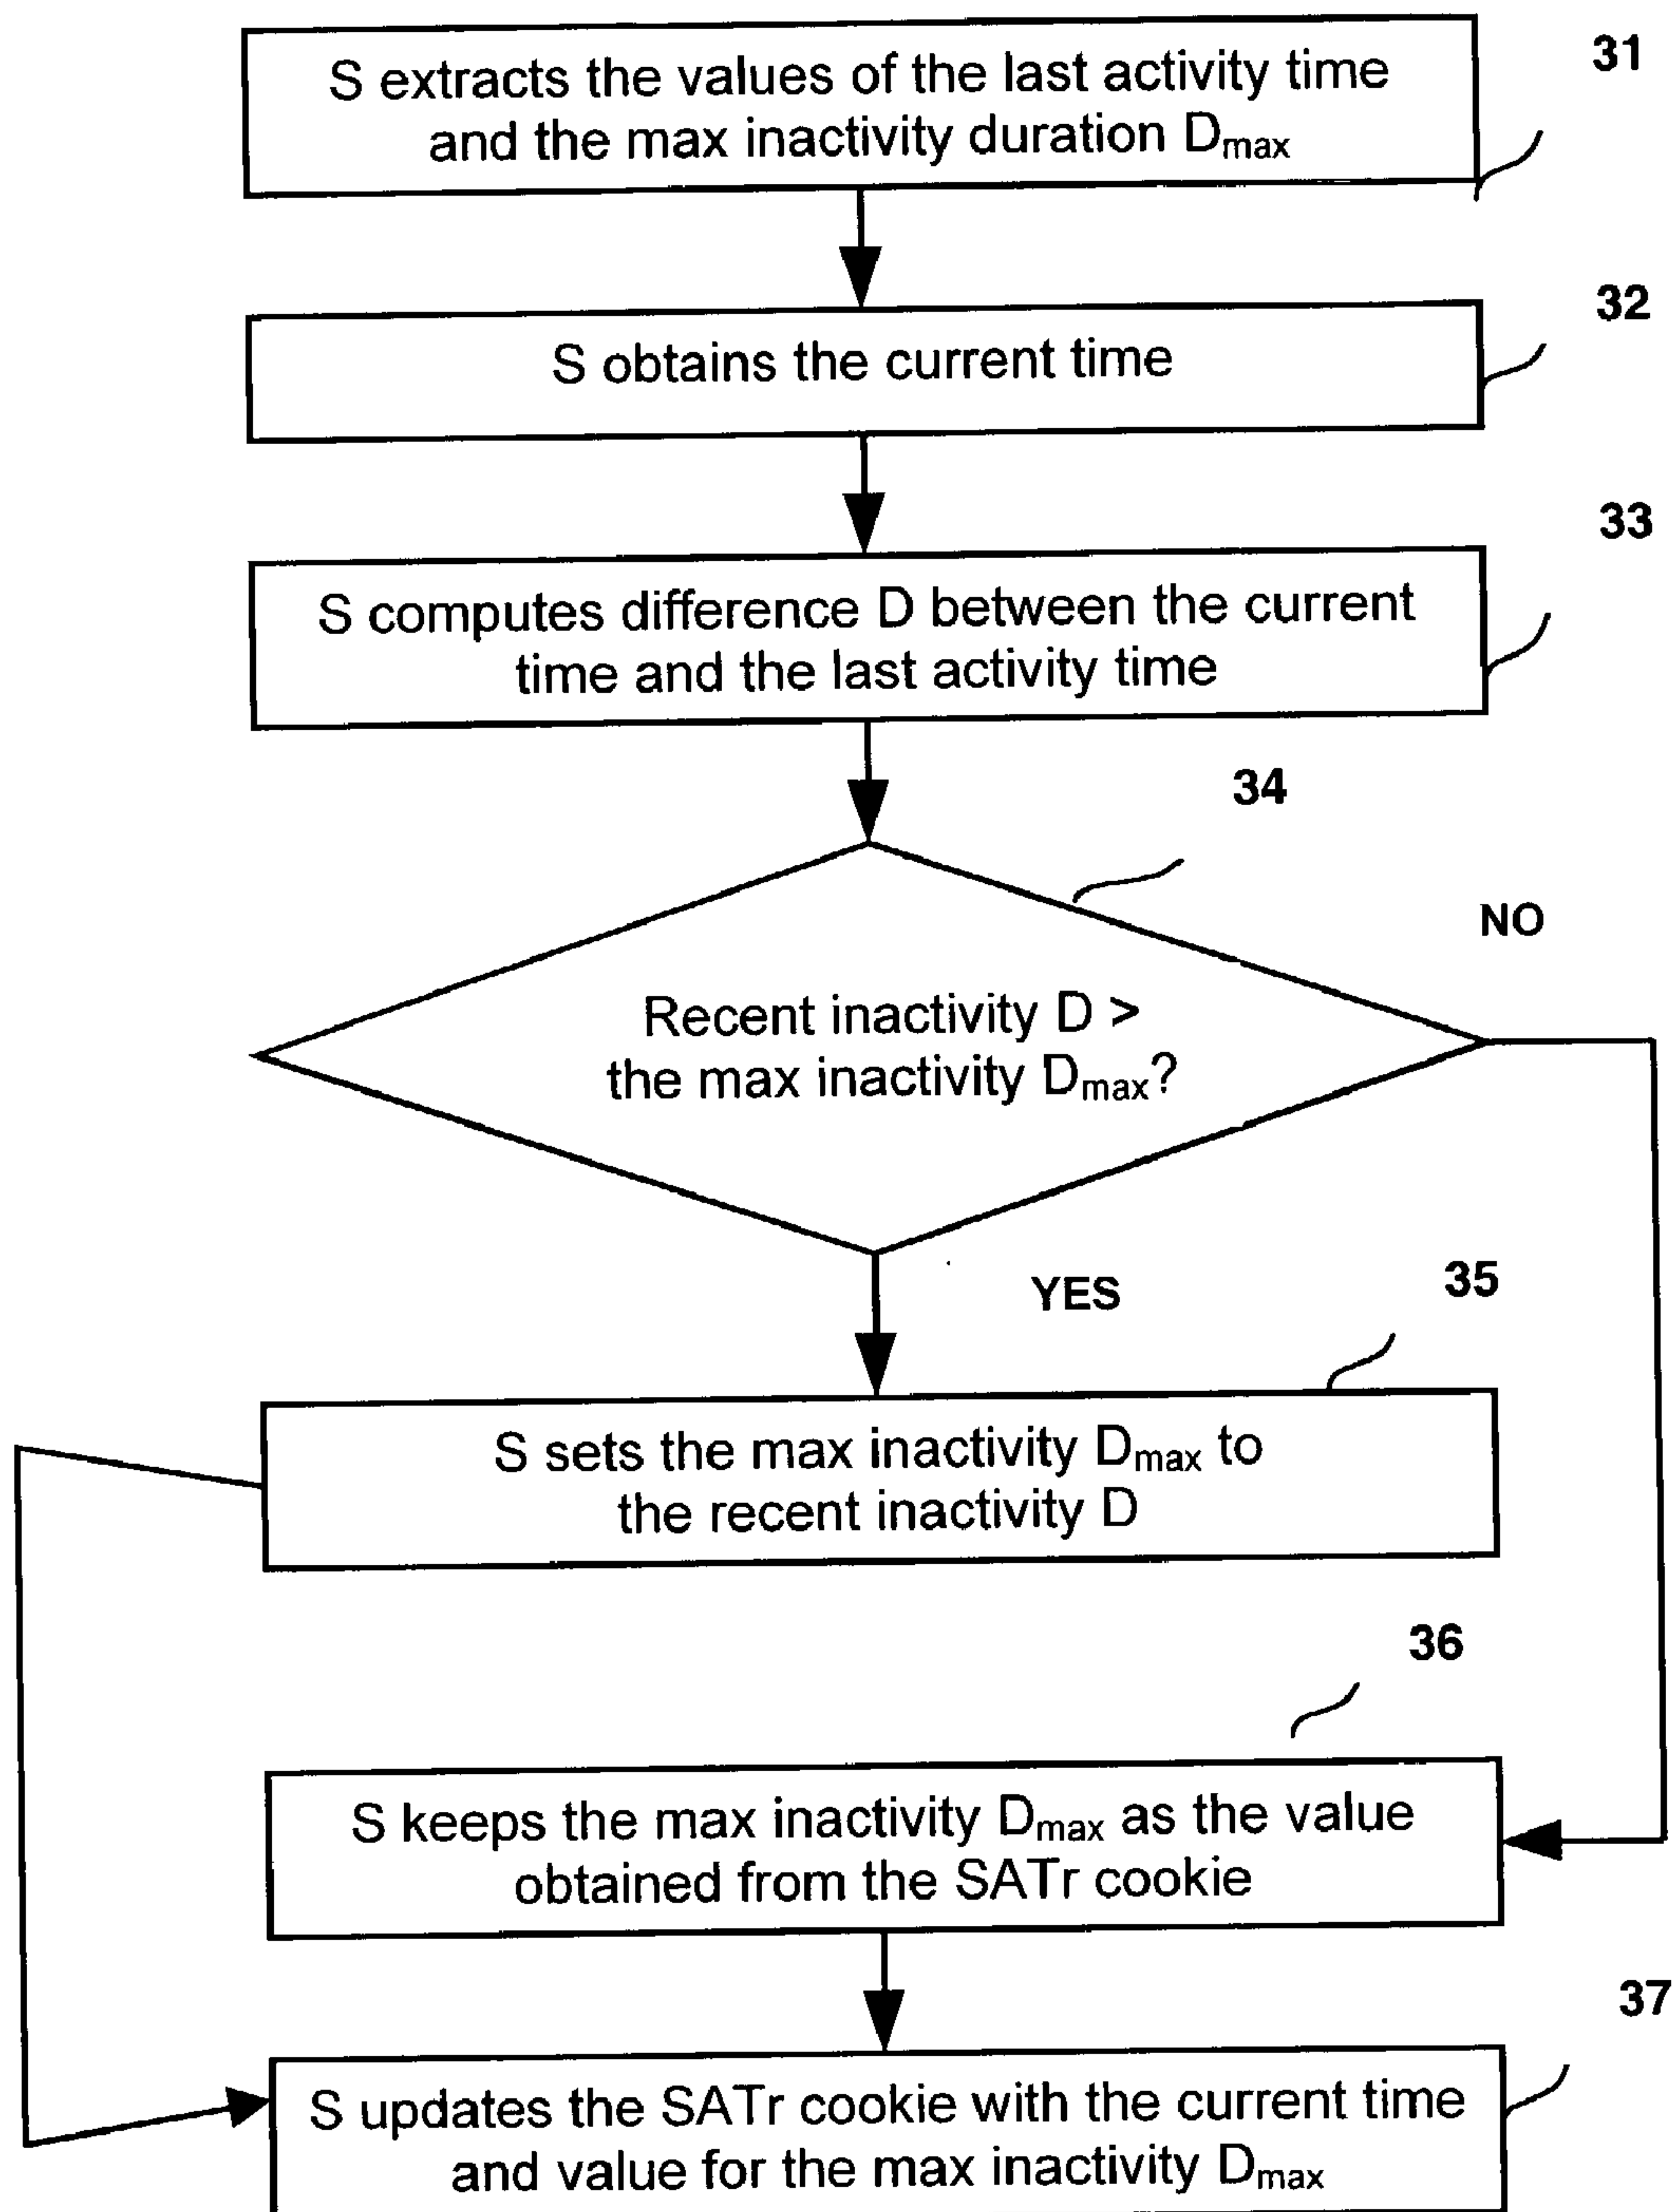 31
S extracts the values of the last activity time
and the max inactivity duration Dmax
32
S obtains the current time
33
S computes difference D between the current
time and the last activity time
34
NO
Recent inactivity D >
the max inactivity Dmax?
YES
35
S sets the max inactivity Dmax to
the recent inactivity D
36
S keeps the max inactivity Dmax as the value
obtained from the SATr cookie
37
S updates the SATr cookie with the current time
and value for the max inactivity Dmax